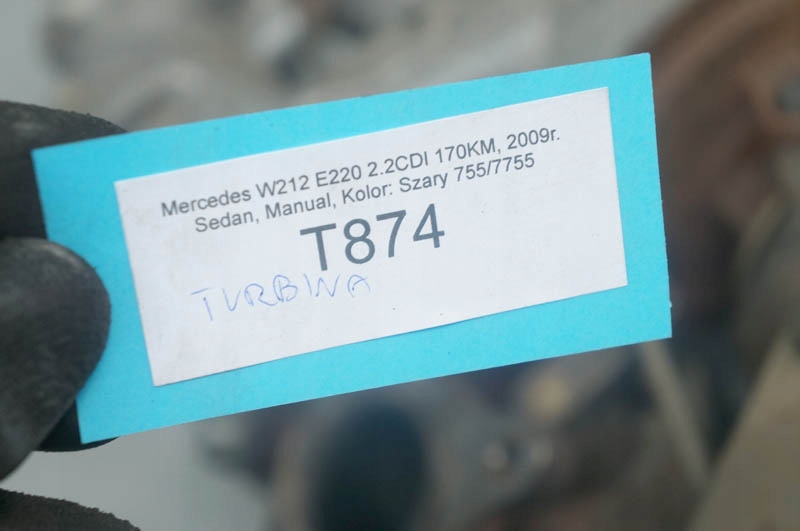 Mercedes W212 E220 2.2CDI 170KM, 2009r.
Sedan, Manual, Kolor: Szary 755/7755
T874
TURBINA